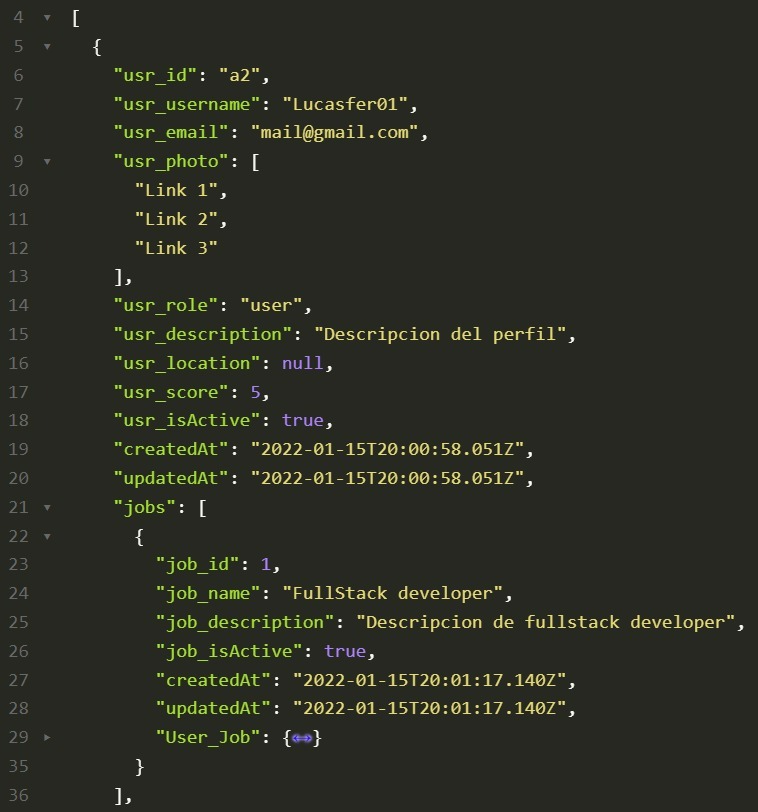 4 [
5 {
6 "usr_id": "a2",
7 "usr_username": "Lucasfer01",
8 "usr_email": "mail@gmail.com",
9 "usr_photo": [
10 "Link 1",
11 "Link 2",
12 "Link 3"
13 ],
14 "usr_role": "user",
15 "usr_description": "Descripcion del perfil",
16 "usr_location": null,
17 "usr_score": 5,
18 "usr_isActive": true,
19 "createdAt": "2022-01-15T20:00:58.051Z",
20 "updatedAt": "2022-01-15T20:00:58.051Z",
21 "jobs": [
22 {
23 "job_id": 1,
24 "job_name": "FullStack developer",
25 "job_description": "Descripcion de fullstack developer",
26 "job_isActive": true,
27 "createdAt": "2022-01-15T20:01:17.140Z",
28 "updatedAt": "2022-01-15T20:01:17.140Z",
29 "User_Job": {↔}
35 }
36 ],